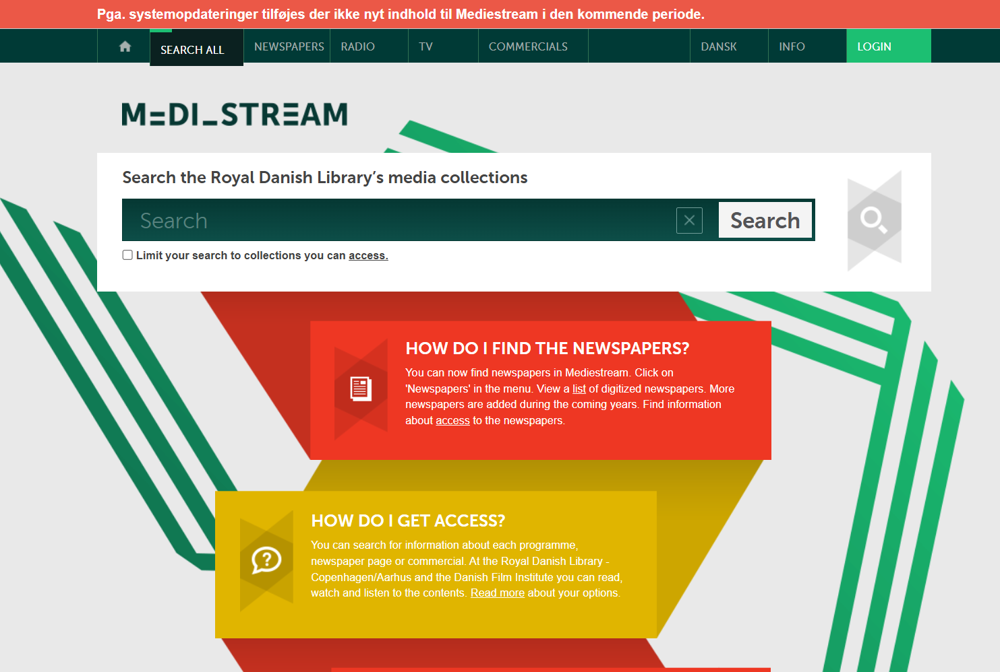 Pga. systemopdateringer tilføjes der ikke nyt indhold til Mediestream i den kommende periode.
SEARCH ALL
NEWSPAPERS
RADIO
TV
COMMERCIALS
DANSK
INFO
LOGIN
MEDI_STREAM
Search the Royal Danish Library’s media collections
Search
Search
Limit your search to collections you can access.
HOW DO I FIND THE NEWSPAPERS?
You can now find newspapers in Mediestream. Click on
'Newspapers' in the menu. View a list of digitized newspapers. More
newspapers are added during the coming years. Find information
about access to the newspapers.
HOW DO I GET ACCESS?
You can search for information about each programme,
newspaper page or commercial. At the Royal Danish Library -
Copenhagen/Aarhus and the Danish Film Institute you can read,
watch and listen to the contents. Read more about your options.